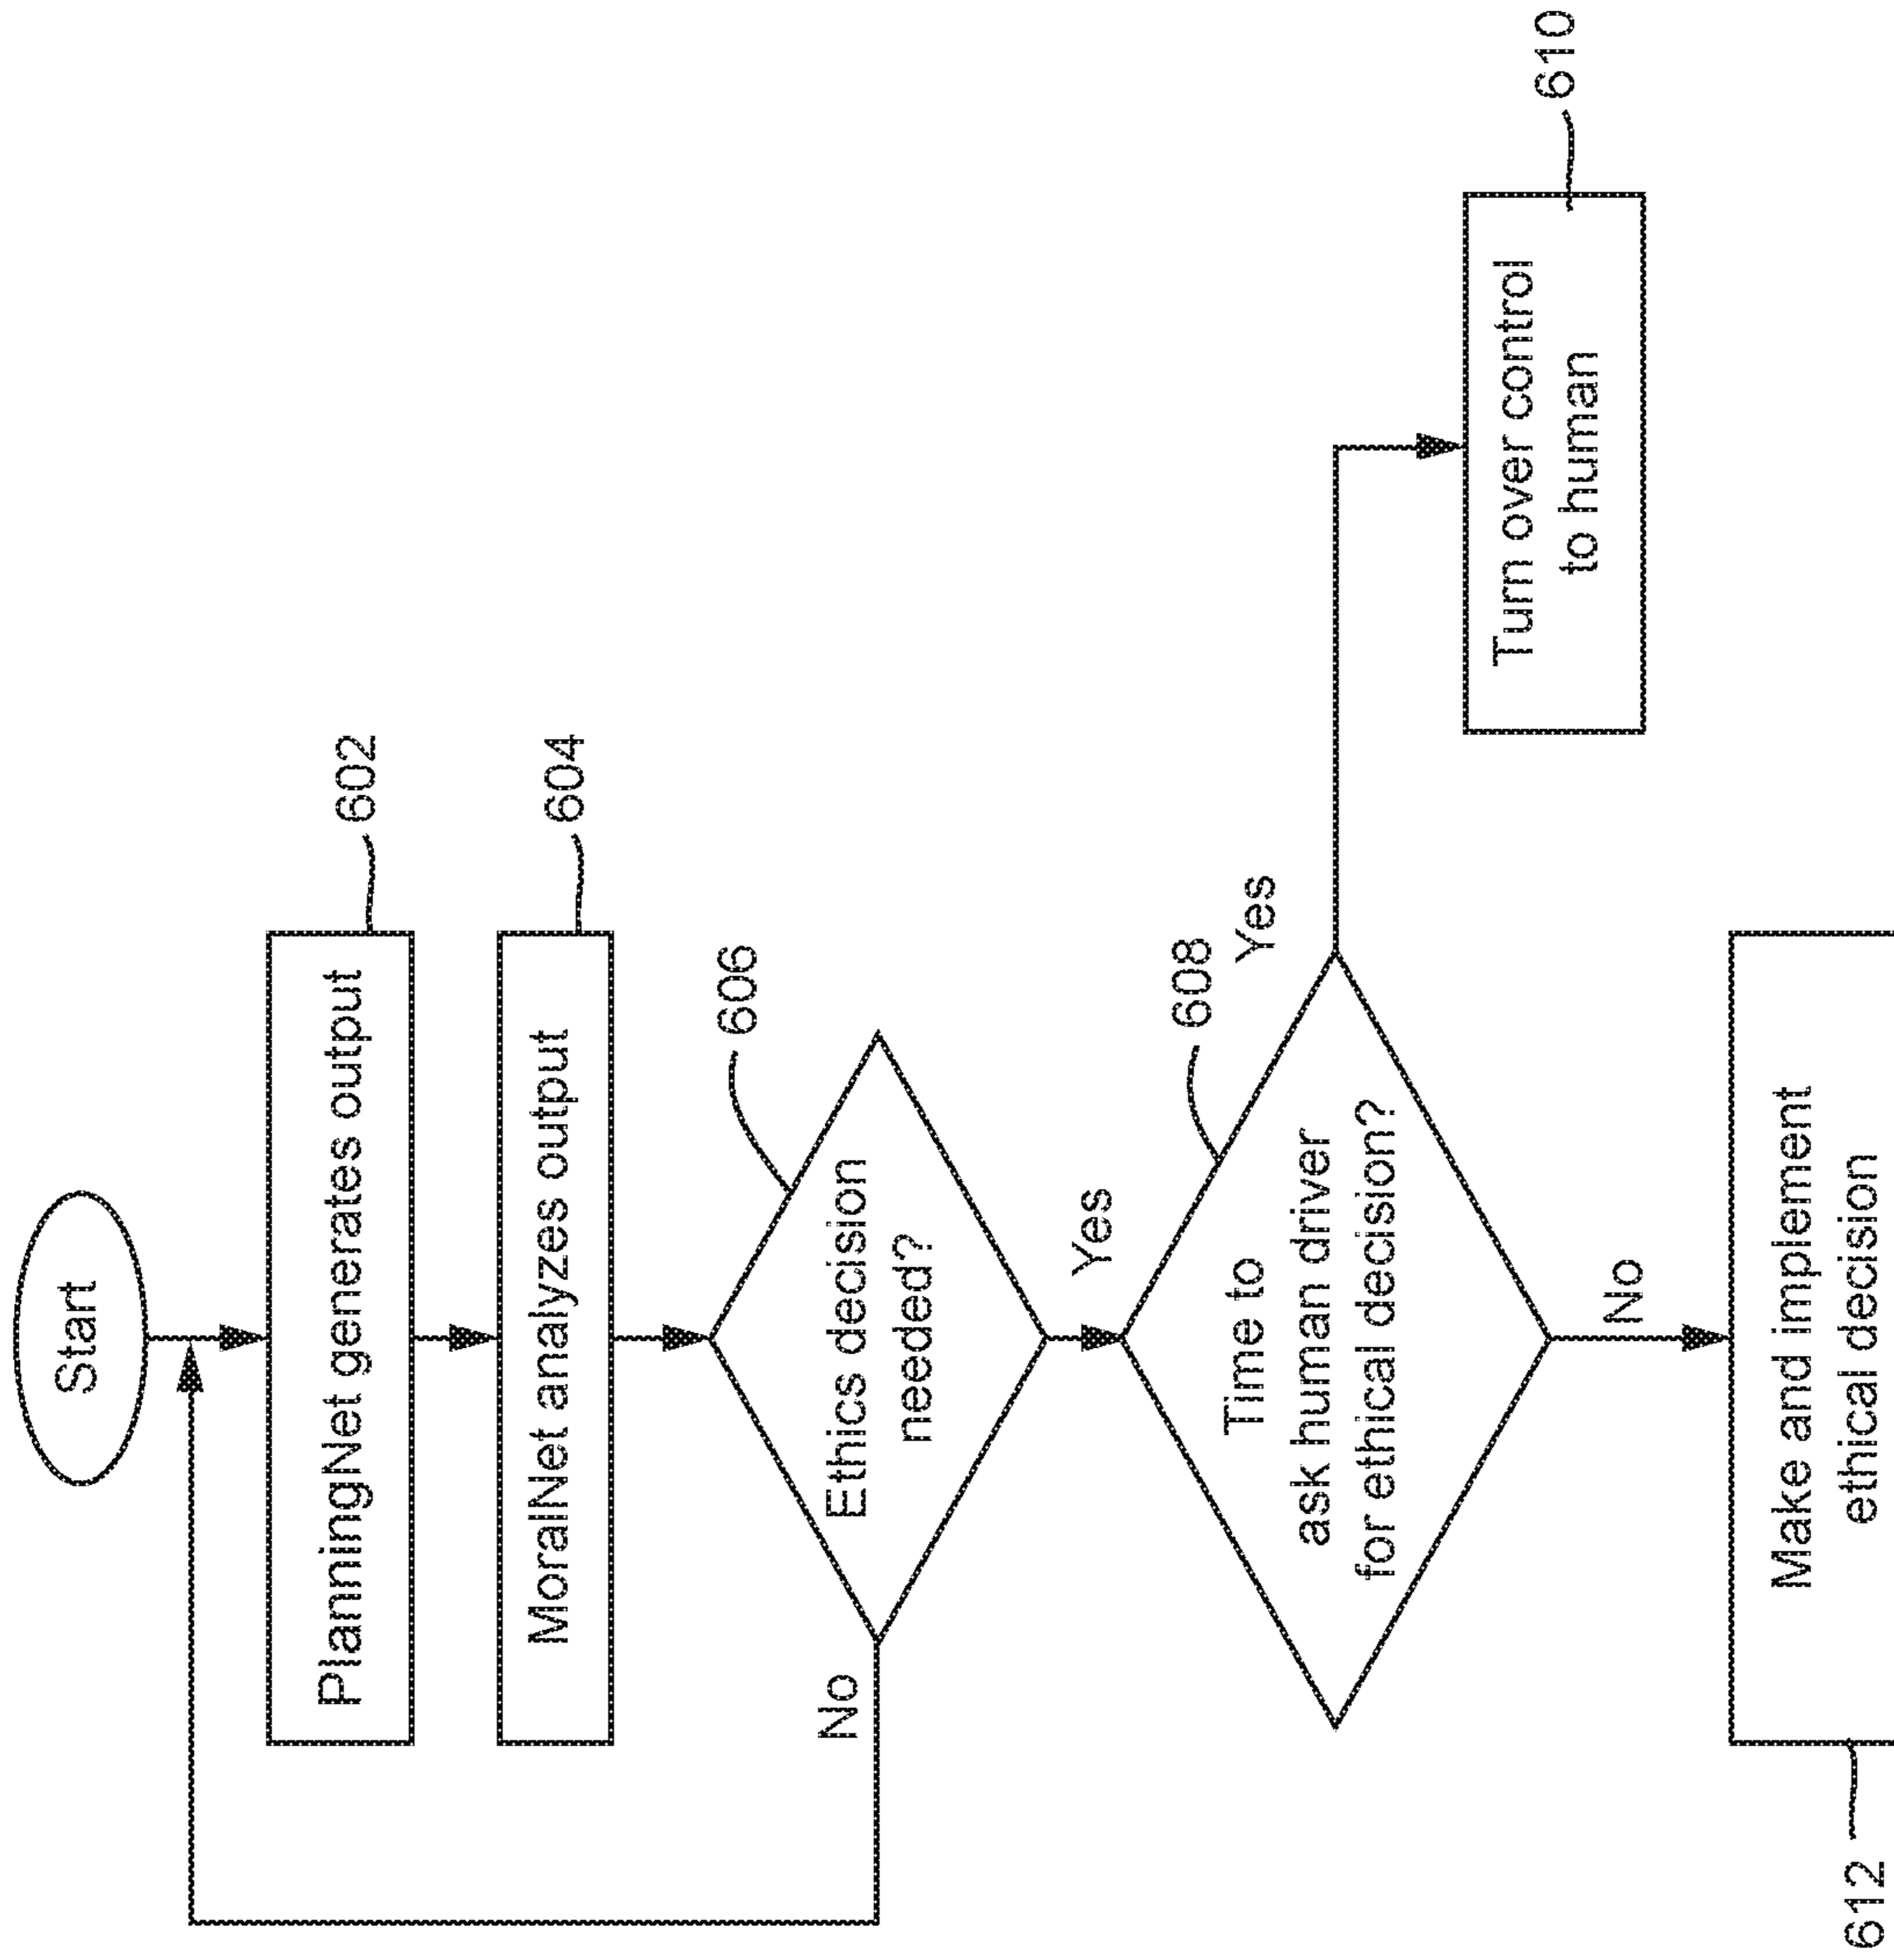 Start
PlanningNet generates output
602
MoralNet analyzes output
604
606
Ethics decision
needed?
No
Yes
608
Time to
ask human driver
for ethical decision?
Yes
Turn over control
to human
610
No
Make and implement
ethical decision
612